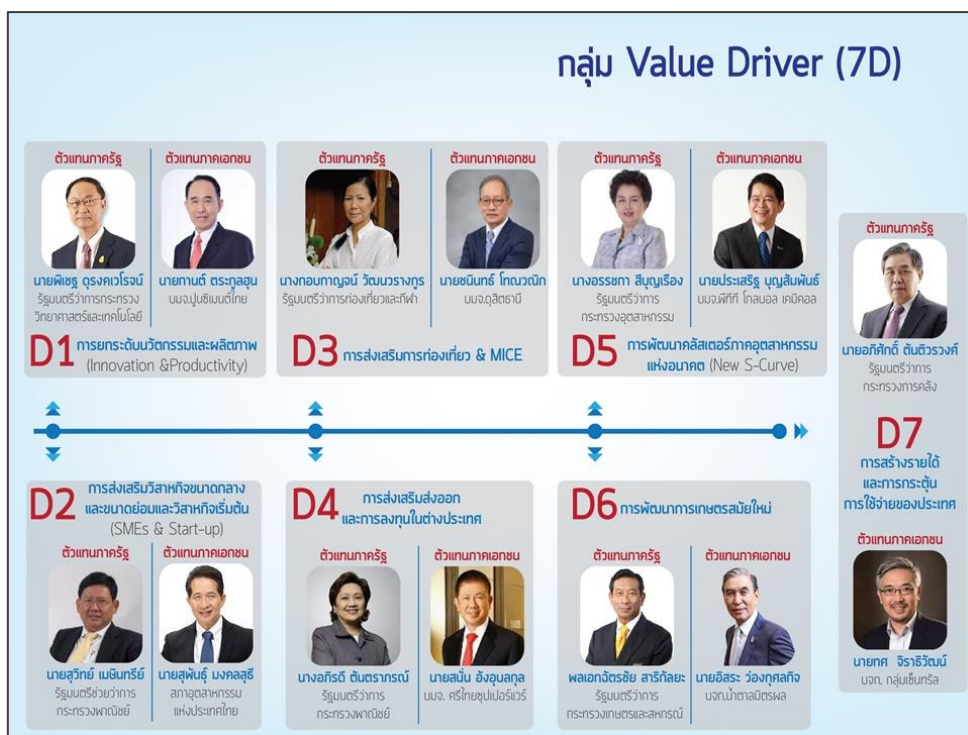 กลุ่ม Value Driver (7D)
ตัวแทนภาครัฐ
นายพิเชฐ ดุรงคเวโรจน์
รัฐมนตรีว่าการกระทรวง
วิทยาศาสตร์และเทคโนโลยี
ตัวแทนภาคเอกชน
นายกานต์ ตระกูลฮุน
บมจ.ปูนซิเมนต์ไทย
D1 การยกระดับนวัตกรรมและผลิตภาพ
(Innovation &Productivity)
ตัวแทนภาครัฐ
นางกอบกาญจน์ วัฒนวรางกูร
รัฐมนตรีว่าการท่องเที่ยวและกีฬา
ตัวแทนภาคเอกชน
นายชนินทธ์ โทณวณิก
บมจ.ดุสิตธานี
D3 การส่งเสริมการท่องเที่ยว & MICE
ตัวแทนภาครัฐ
นางอรรชกา สีบุญเรือง
รัฐมนตรีว่าการ
กระทรวงอุตสาหกรรม
ตัวแทนภาคเอกชน
นายประเสริฐ บุญสัมพันธ์
บมจ.พีทีที โกลบอล เคมิคอล
D5 การพัฒนาคลัสเตอร์ภาคอุตสาหกรรม
แห่งอนาคต (New S-Curve)
D2 การส่งเสริมวิสาหกิจขนาดกลาง
และขนาดย่อมและวิสาหกิจเริ่มต้น
(SMEs & Start-up)
ตัวแทนภาครัฐ
นายสุวิทย์ เมษินทรีย์
รัฐมนตรีช่วยว่าการ
กระทรวงพาณิชย์
ตัวแทนภาคเอกชน
นายสุพันธุ์ มงคลสุธี
สภาอุตสาหกรรม
แห่งประเทศไทย
D4 การส่งเสริมส่งออก
และการลงทุนในต่างประเทศ
ตัวแทนภาครัฐ
นางอภิรดี ตันตราภรณ์
รัฐมนตรีว่าการ
กระทรวงพาณิชย์
ตัวแทนภาคเอกชน
นายสนั่น อังอุบลกุล
บมจ. ศรีไทยซุปเปอร์แวร์
D6 การพัฒนาการเกษตรสมัยใหม่
ตัวแทนภาครัฐ
พลเอกฉัตรชัย สาริกัลยะ
รัฐมนตรีว่าการ
กระทรวงเกษตรและสหกรณ์
ตัวแทนภาคเอกชน
นายอิสระ ว่องกุศลกิจ
บจก.น้ำตาลมิตรผล
ตัวแทนภาครัฐ
นายอภิศักดิ์ ตันติวรวงศ์
รัฐมนตรีว่าการ
กระทรวงการคลัง
D7
การสร้างรายได้
และการกระตุ้น
การใช้จ่ายของประเทศ
ตัวแทนภาคเอกชน
นายทศ จิราธิวัฒน์
บจก. กลุ่มเซ็นทรัล